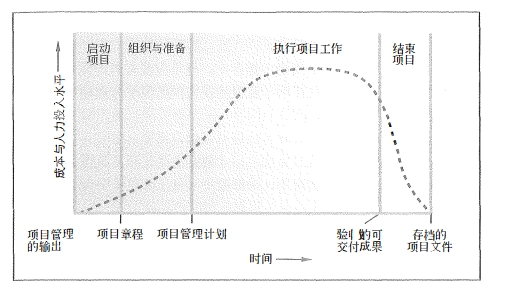 启动
项目
组织与准备
执行项目工作
结束
项目
成本与人力投入水平
项目管理
的输出
项目章程
项目管理计划
验收的可
交付成果
存档的
项目文件
时间